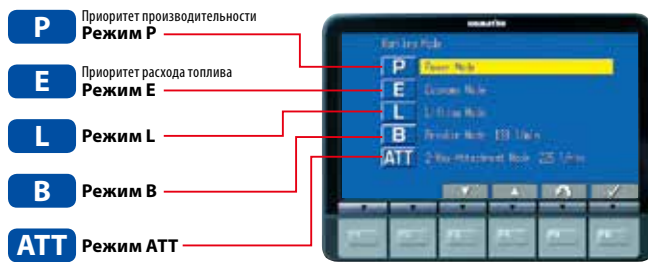 P
Приоритет производительности
Режим P
E
Приоритет расхода топлива
Режим E
L
Режим L
B
Режим B
ATT
Режим ATT
KOMATSU
Working Mode
P Power Mode
E Economy Mode
L Lifting Mode
B Breaker Mode
ATT 2-Way Attachment Mode